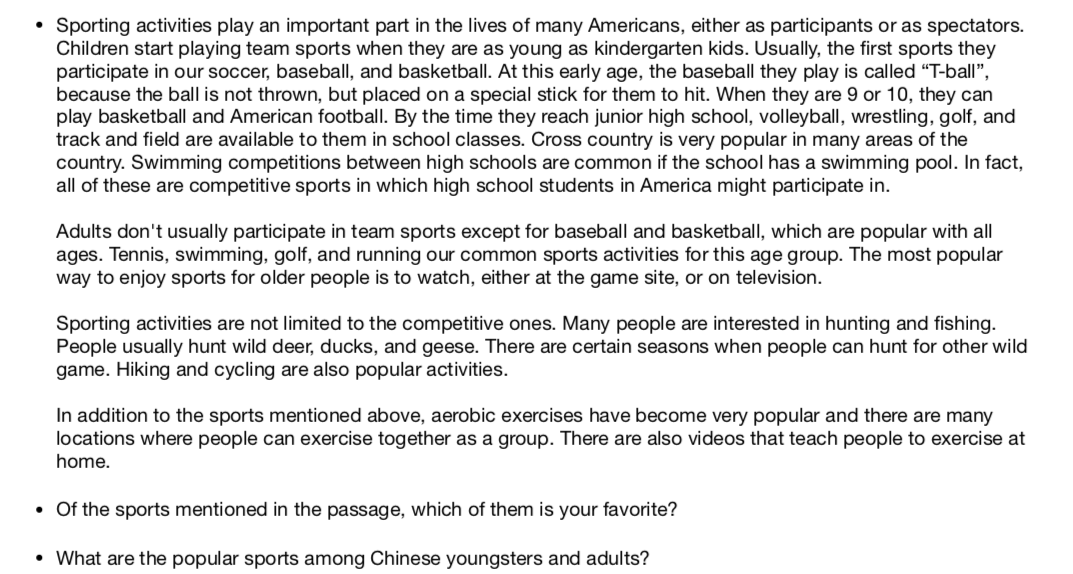 • Sporting activities play an important part in the lives of many Americans, either as participants or as spectators.
Children start playing team sports when they are as young as kindergarten kids. Usually, the first sports they
participate in our soccer, baseball, and basketball. At this early age, the baseball they play is called “T-ball”,
because the ball is not thrown, but placed on a special stick for them to hit. When they are 9 or 10, they can
play basketball and American football. By the time they reach junior high school, volleyball, wrestling, golf, and
track and field are available to them in school classes. Cross country is very popular in many areas of the
country. Swimming competitions between high schools are common if the school has a swimming pool. In fact,
all of these are competitive sports in which high school students in America might participate in.
Adults don't usually participate in team sports except for baseball and basketball, which are popular with all
ages. Tennis, swimming, golf, and running our common sports activities for this age group. The most popular
way to enjoy sports for older people is to watch, either at the game site, or on television.
Sporting activities are not limited to the competitive ones. Many people are interested in hunting and fishing.
People usually hunt wild deer, ducks, and geese. There are certain seasons when people can hunt for other wild
game. Hiking and cycling are also popular activities.
In addition to the sports mentioned above, aerobic exercises have become very popular and there are many
locations where people can exercise together as a group. There are also videos that teach people to exercise at
home.
• Of the sports mentioned in the passage, which of them is your favorite?
• What are the popular sports among Chinese youngsters and adults?